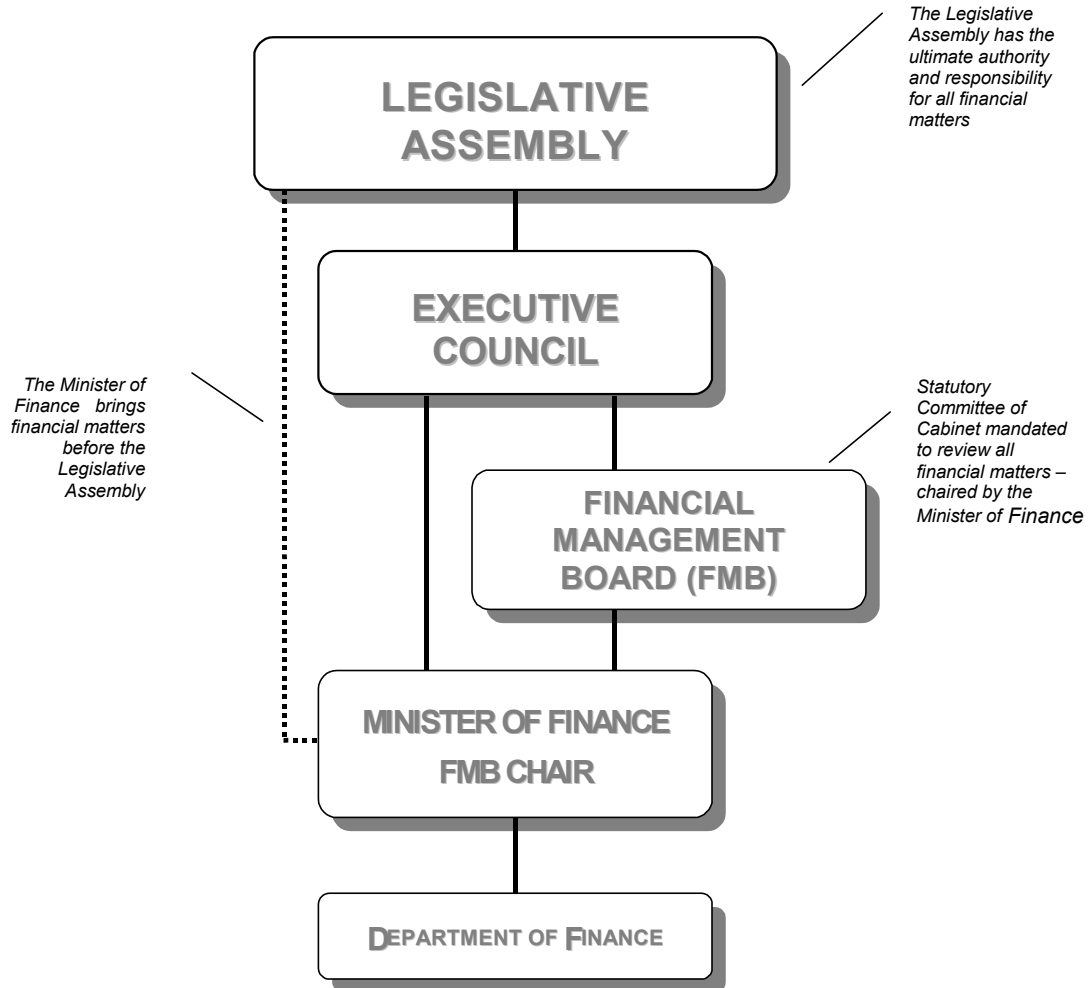 The Legislative
Assembly has the
ultimate authority
and responsibility
for all financial
matters
LEGISLATIVE
ASSEMBLY
EXECUTIVE
COUNCIL
The Minister of
Finance brings
financial matters
before the
Legislative
Assembly
Statutory
Committee of
Cabinet mandated
to review all
financial matters –
chaired by the
Minister of Finance
FINANCIAL
MANAGEMENT
BOARD (FMB)
MINISTER OF FINANCE
FMB CHAIR
DEPARTMENT OF FINANCE